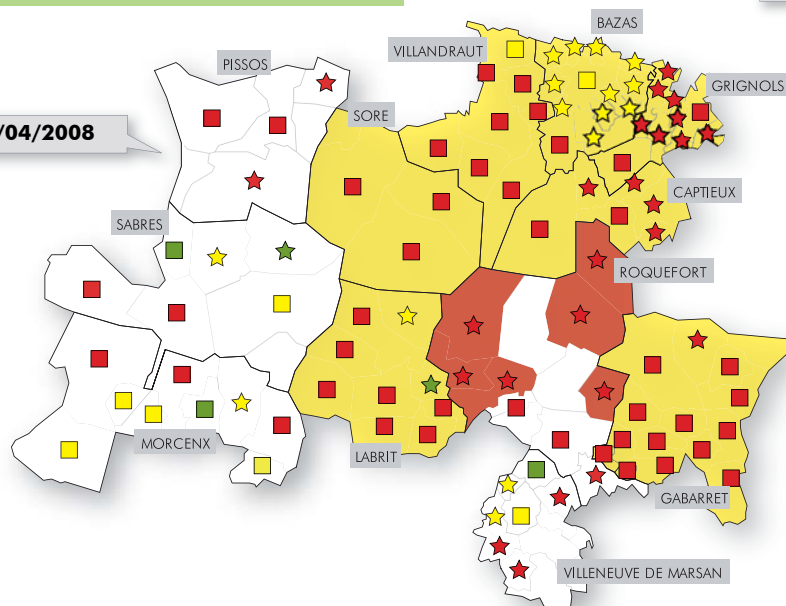 BAZAS
VILLANDRAUT
PISSOS
GRIGNOLS
SORE
/04/2008
CAPTIEUX
SABRES
ROQUEFORT
MORCENX
LABRIT
GABARRET
VILLENEUVE DE MARSAN